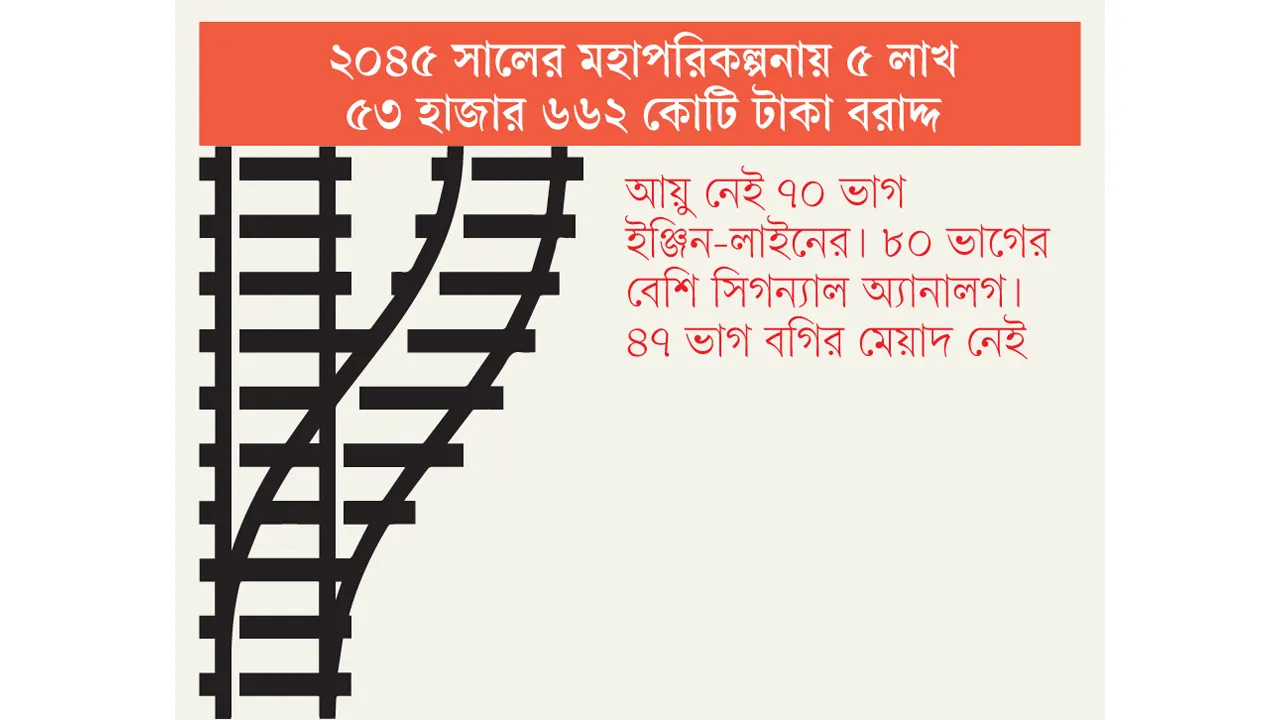 ২০৪৫ সালের মহাপরিকল্পনায় ৫ লাখ
৫৩ হাজার ৬৬২ কোটি টাকা বরাদ্দ
আয়ু নেই ৭০ ভাগ
ইঞ্জিন-লাইনের। ৮০ ভাগের
বেশি সিগন্যাল অ্যানালগ।
৪৭ ভাগ বগির মেয়াদ নেই